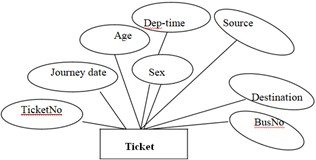 Dep-time
Source
Age
Journey date
Sex
Destination
TicketNo
BusNo
Ticket